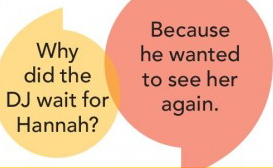 Why
did the
DJ wait for
Hannah?
Because
he wanted
to see her
again.